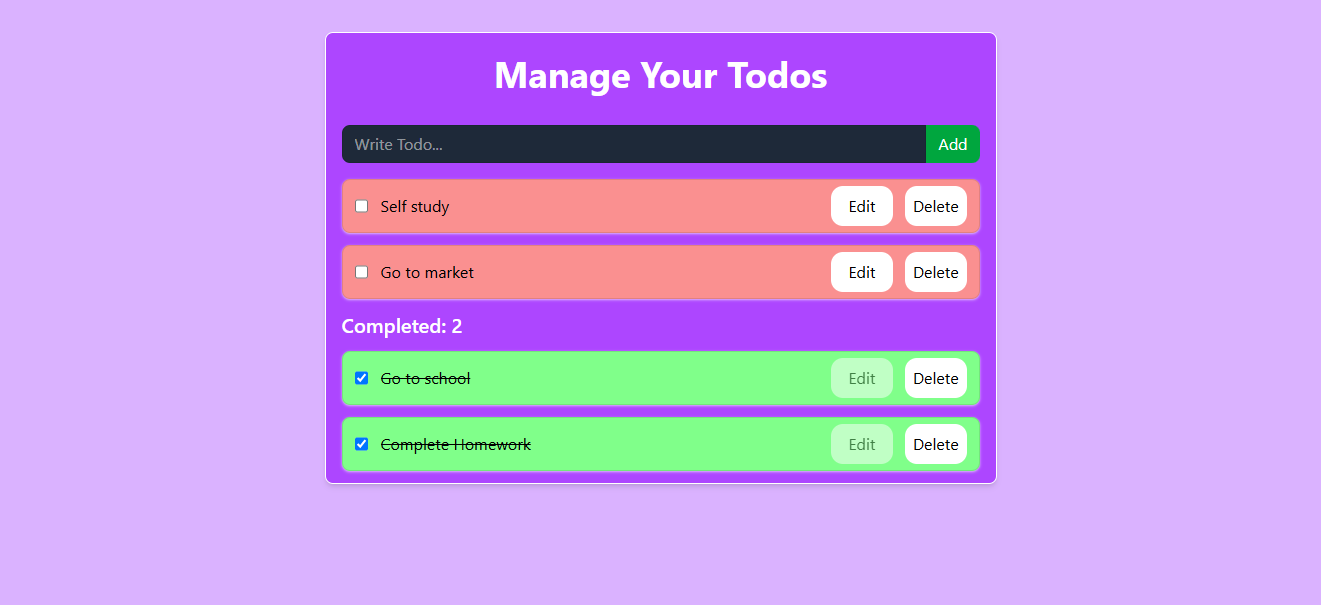 Manage Your Todos
Write Todo... Add
Self study Edit Delete
Go to market Edit Delete
Completed: 2
Go to school Edit Delete
Complete Homework Edit Delete